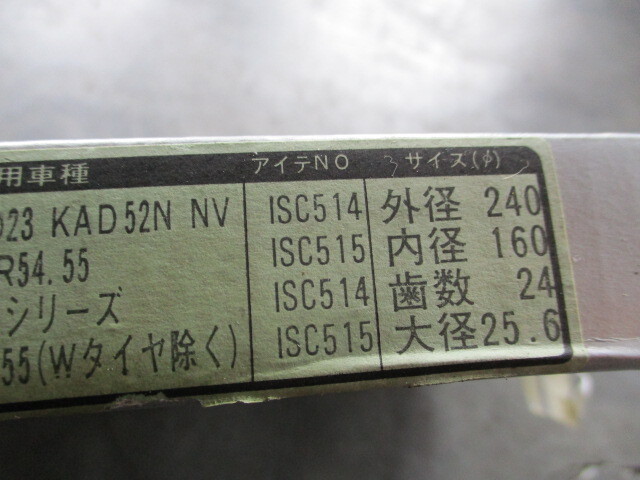 用車種 アイテNO サイズ(φ)
23 KAD52N NV ISC514 外径 240
R54.55 ISC515 内径 160
シリーズ ISC514 歯数 24
55(Wタイヤ除く) ISC515 大径25.6